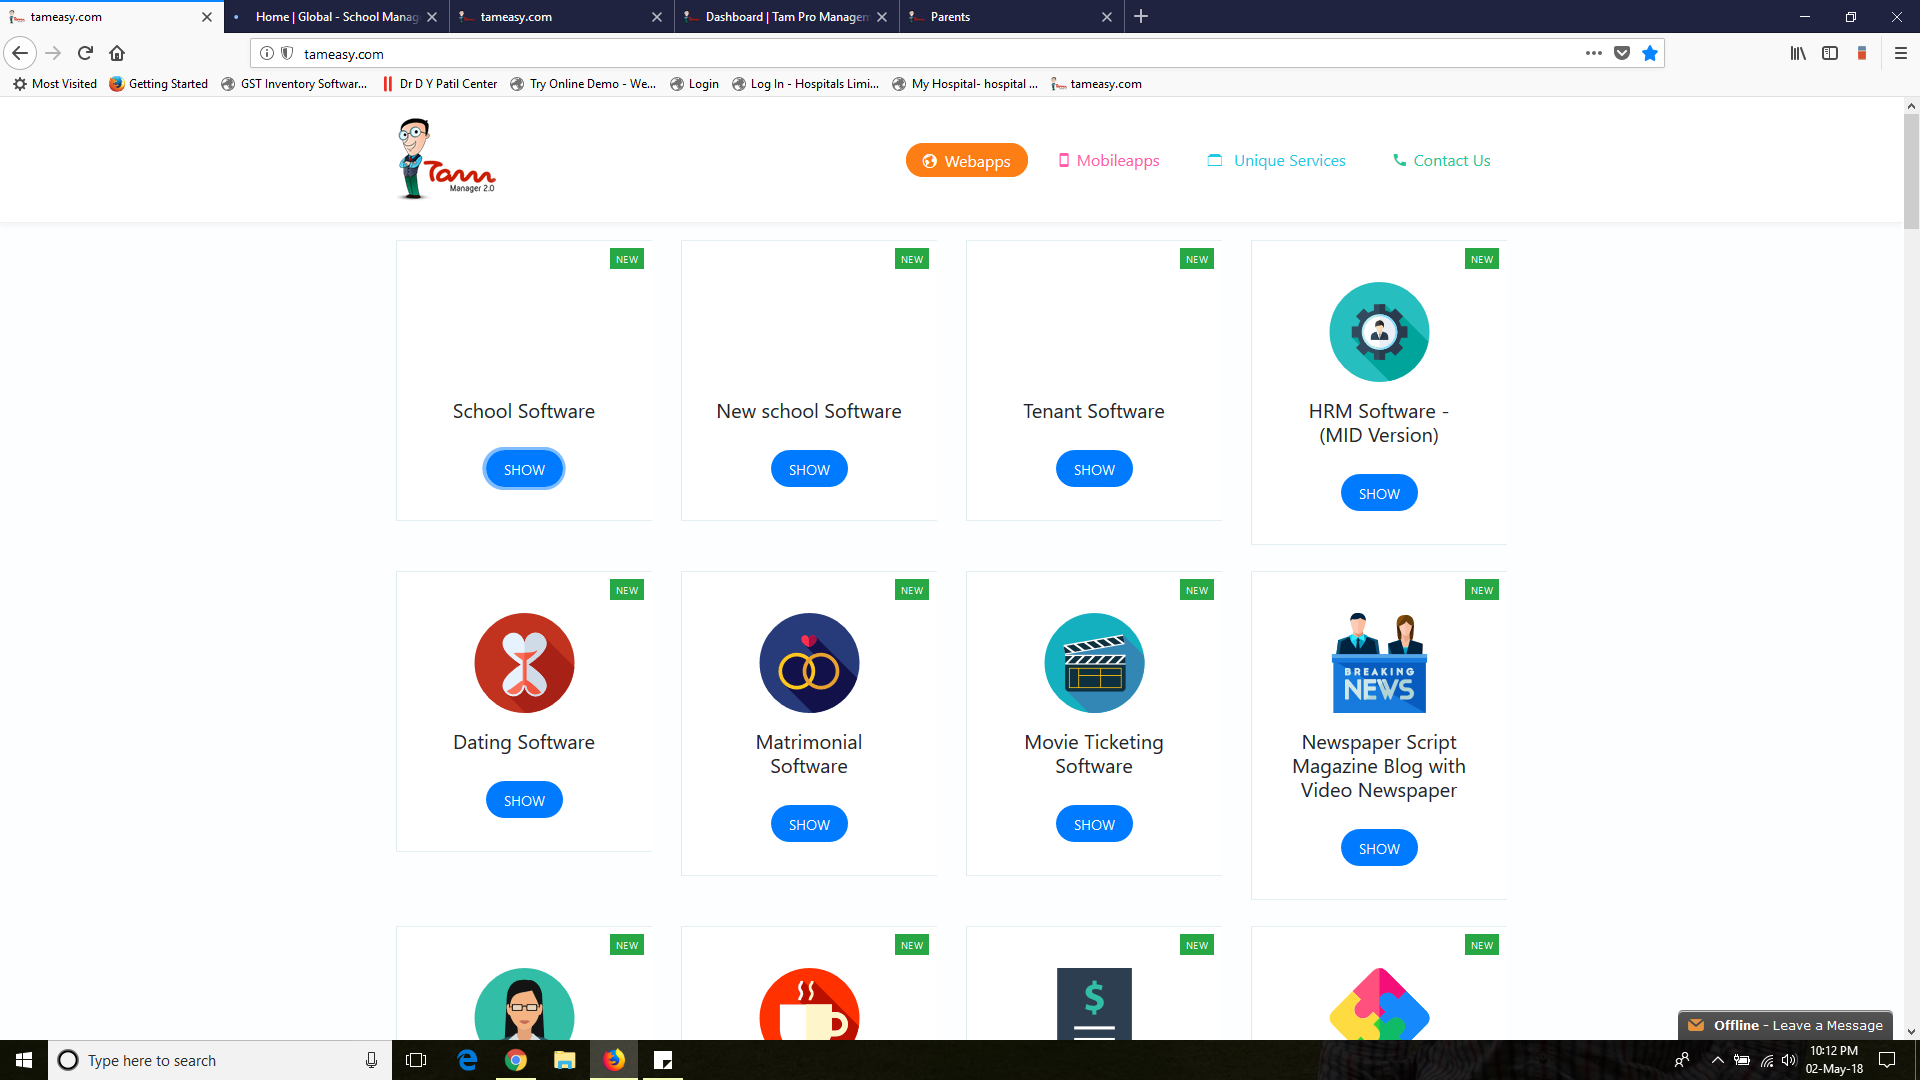 tameasy.com
Home | Global - School Manag
tameasy.com
Dashboard | Tam Pro Managem
Parents
tameasy.com
Most Visited
Getting Started
GST Inventory Softwar...
Dr D Y Patil Center
Try Online Demo - We...
Login
Log In - Hospitals Limi...
My Hospital- hospital ...
tameasy.com
Tam
Manager 2.0
Webapps
Mobileapps
Unique Services
Contact Us
NEW
School Software
SHOW
NEW
New school Software
SHOW
NEW
Tenant Software
SHOW
NEW
HRM Software -
(MID Version)
SHOW
NEW
Dating Software
SHOW
NEW
Matrimonial
Software
SHOW
NEW
Movie Ticketing
Software
SHOW
NEW
BREAKING
NEWS
Newspaper Script
Magazine Blog with
Video Newspaper
SHOW
NEW
NEW
NEW
$
NEW
Offline - Leave a Message
Type here to search
10:12 PM
02-May-18